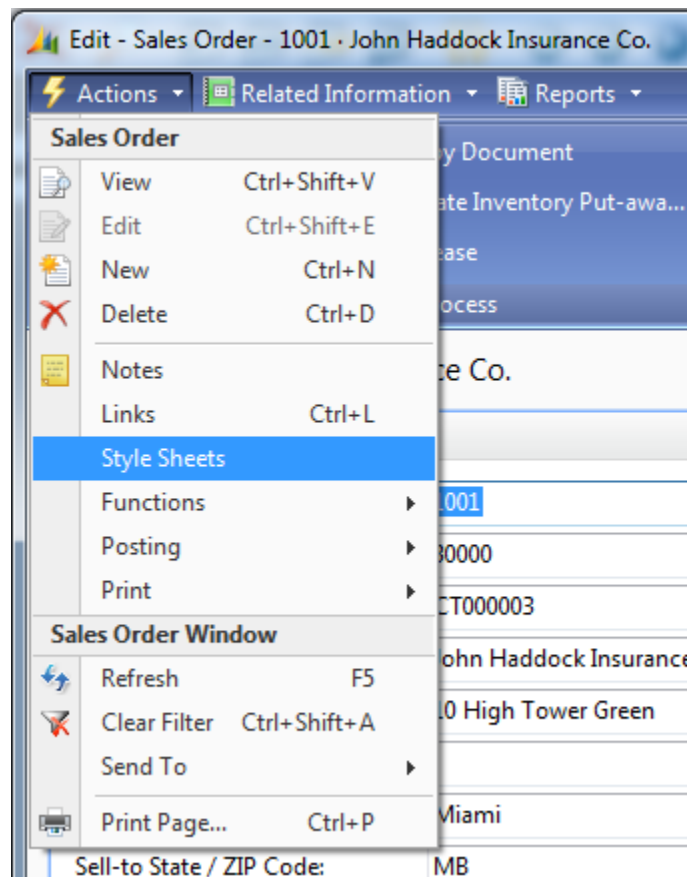 Edit - Sales Order - 1001 · John Haddock Insurance Co.
Actions Related Information Reports
Sales Order
y Document
View Ctrl+Shift+V
ate Inventory Put-awa...
Edit Ctrl+Shift+E
ease
New Ctrl+N
ocess
Delete Ctrl+D
Notes
ce Co.
Links Ctrl+L
Style Sheets
Functions
1001
Posting
30000
Print
CT000003
Sales Order Window
John Haddock Insurance
Refresh F5
10 High Tower Green
Clear Filter Ctrl+Shift+A
Send To
Miami
Print Page... Ctrl+P
Sell-to State / ZIP Code: MB